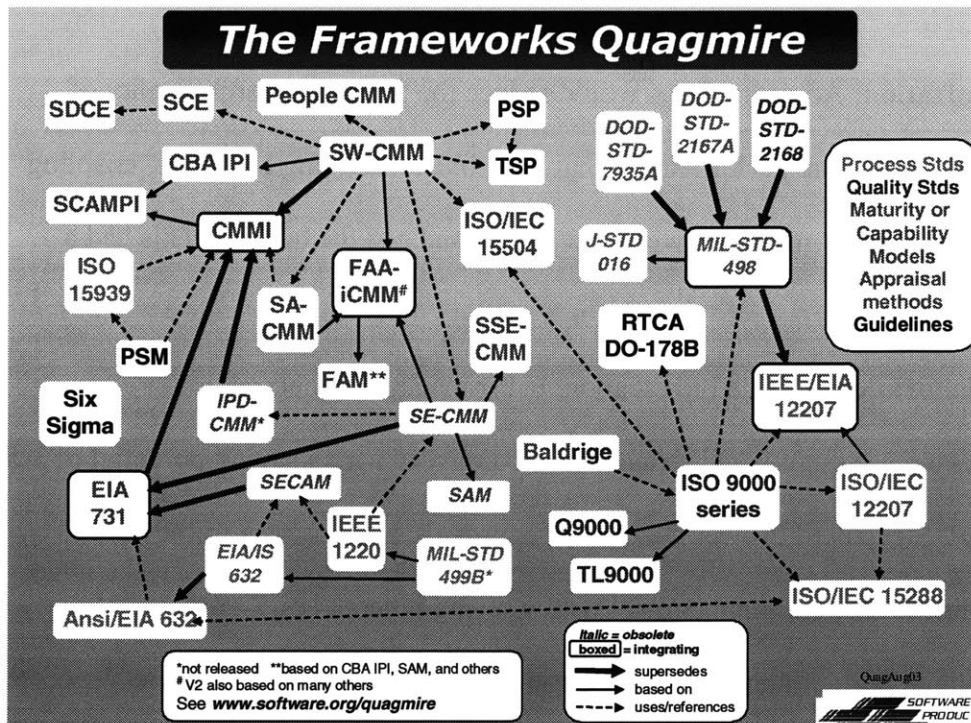 The Frameworks Quagmire
SDCE
SCE
People CMM
PSP
TSP
SW-CMM
CBA IPI
SCAMPI
CMMI
ISO
15939
PSM
Six
Sigma
SA-
CMM
FAA-
iCMM#
FAM**
IPD-
CMM*
ISO/IEC
15504
SSE-
CMM
SE-CMM
SAM
EIA
731
SECAM
EIA/IS
632
IEEE
1220
MIL-STD
499B*
Ansi/EIA 632
DOD-
STD-
7935A
DOD-
STD-
2167A
DOD-
STD-
2168
J-STD
016
MIL-STD-
498
RTCA
DO-178B
IEEE/EIA
12207
Baldrige
ISO 9000
series
ISO/IEC
12207
Q9000
TL9000
ISO/IEC 15288
Process Stds
Quality Stds
Maturity or
Capability
Models
Appraisal
methods
Guidelines
*not released **based on CBA IPI, SAM, and others
# V2 also based on many others
See www.software.org/quagmire
Italic = obsolete
boxed = integrating
supersedes
based on
uses/references
QuagAug03
SOFTWARE
PRODUC